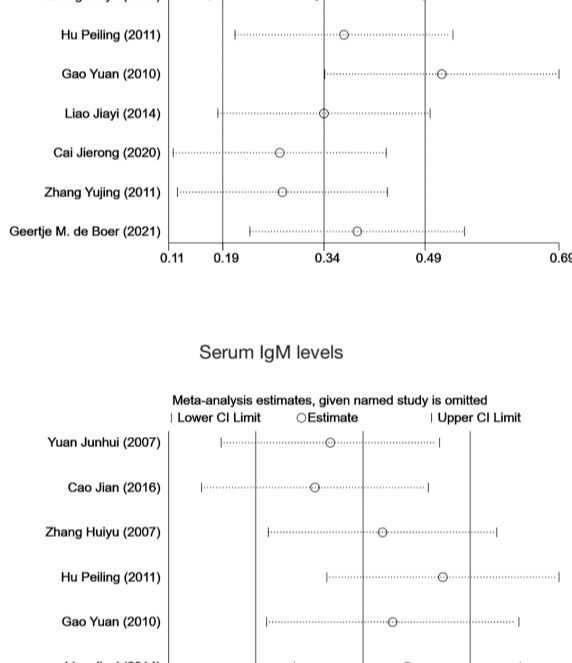 Hu Peiling (2011)
Gao Yuan (2010)
Liao Jiayi (2014)
Cai Jierong (2020)
Zhang Yujing (2011)
Geertje M. de Boer (2021)
0.11 0.19 0.34 0.49 0.69
Serum IgM levels
Meta-analysis estimates, given named study is omitted
| Lower CI Limit ○Estimate | Upper CI Limit
Yuan Junhui (2007)
Cao Jian (2016)
Zhang Huiyu (2007)
Hu Peiling (2011)
Gao Yuan (2010)